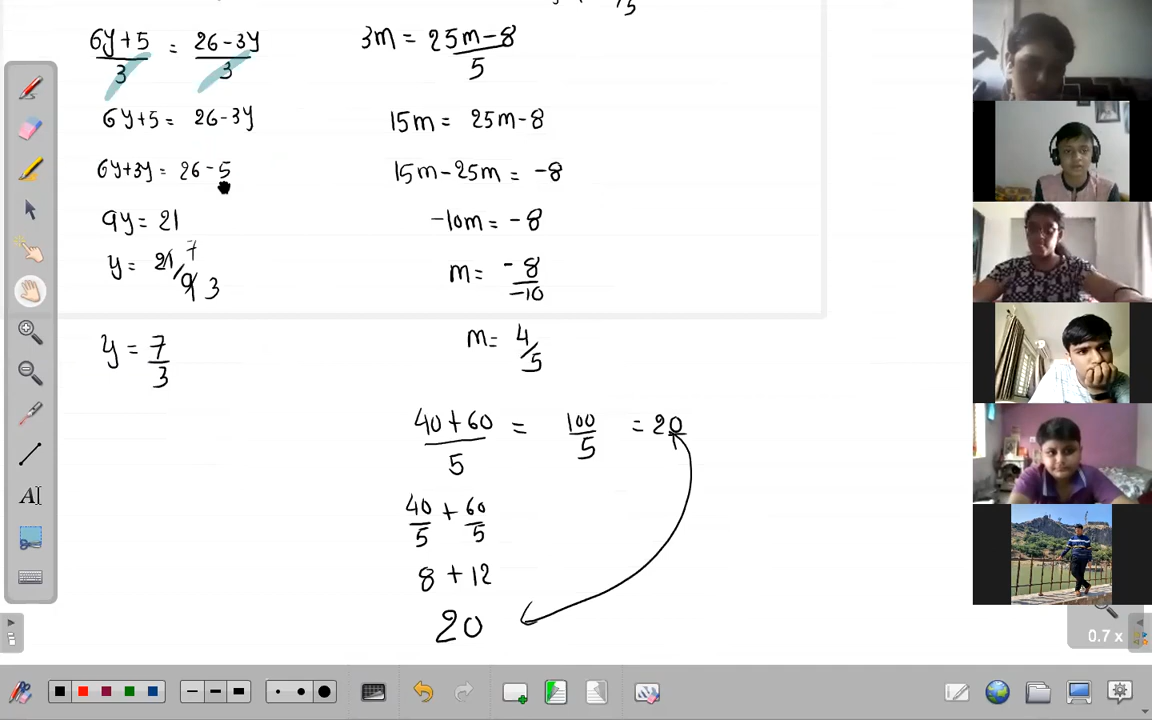 6y+5/3 = 26-3y/3
6y+5 = 26-3y
6y+3y = 26-5
9y = 21
y = 21/9 7 3
y = 7/3
3m = 25m-8/5
15m = 25m-8
15m-25m = -8
-10m = -8
m = -8/-10
m = 4/5
40+60/5 = 100/5 = 20
40/5 + 60/5
8 + 12
20
A
0.7 x